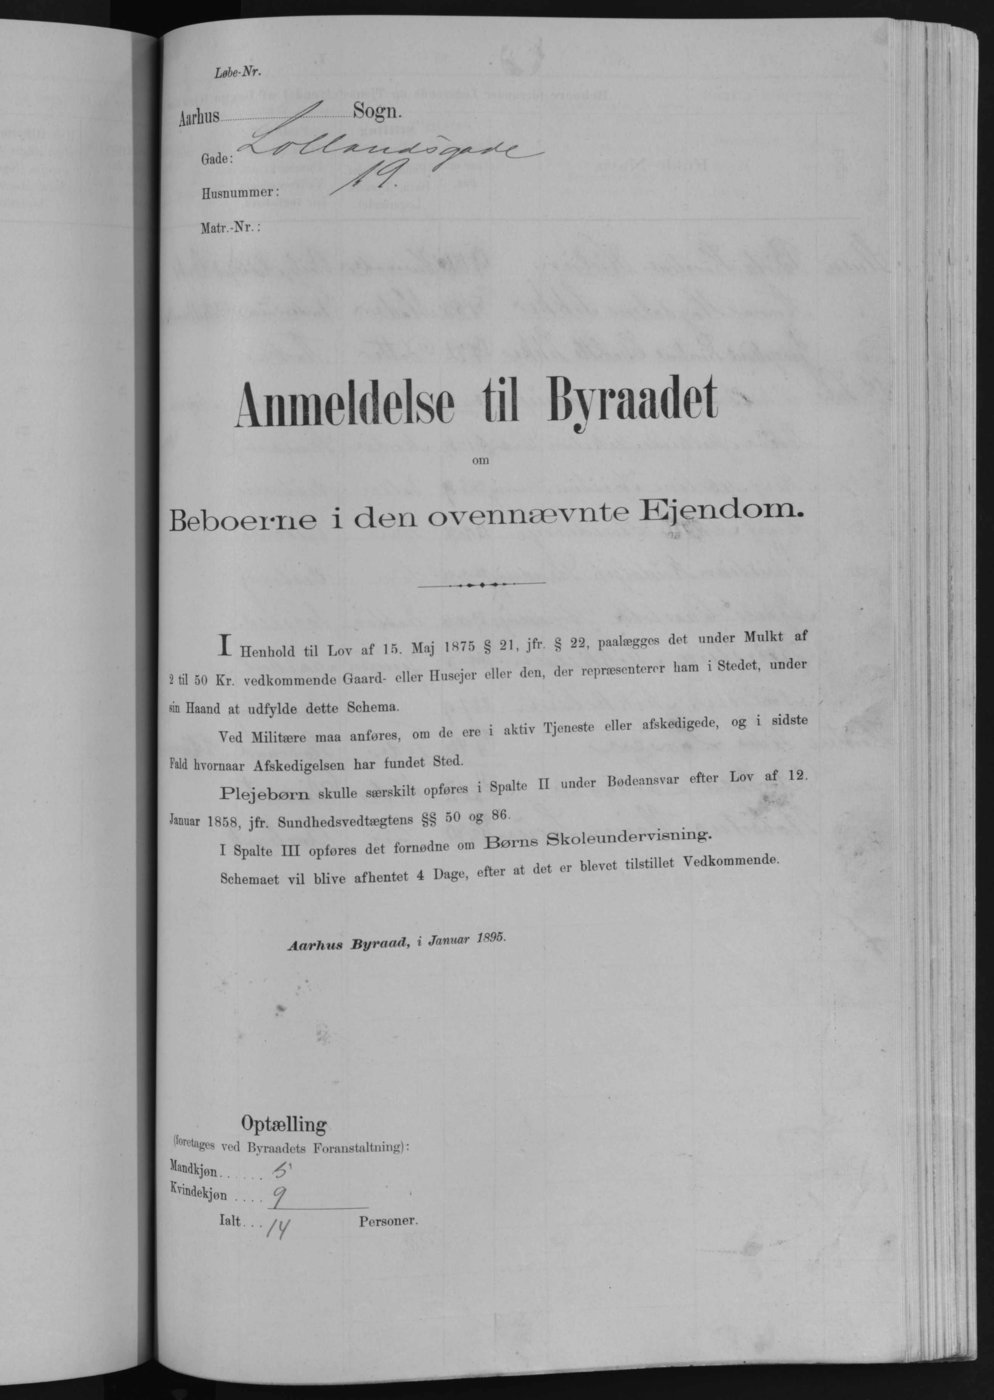 Løbe-Nr.
Aarhus Sogn.
Gade: Lollandsgade
Husnummer: 19.
Matr.-Nr.:
Anmeldelse til Byraadet
om
Beboerne i den ovennævnte Ejendom.
I Henhold til Lov af 15. Maj 1875 § 21, jfr. § 22, paalægges det under Mulkt af
2 til 50 Kr. vedkommende Gaard- eller Husejer eller den, der repræsenterer ham i Stedet, under
sin Haand at udfylde dette Schema.
Ved Militære maa anføres, om de ere i aktiv Tjeneste eller afskedigede, og i sidste
Fald hvornaar Afskedigelsen har fundet Sted.
Plejebørn skulle særskilt opføres i Spalte II under Bødeansvar efter Lov af 12.
Januar 1858, jfr. Sundhedsvedtægtens §§ 50 og 86.
I Spalte III opføres det fornødne om Børns Skoleundervisning.
Schemaet vil blive afhentet 4 Dage, efter at det er blevet tilstillet Vedkommende.
Aarhus Byraad, i Januar 1895.
Optælling
(foretages ved Byraadets Foranstaltning):
Mandkjøn...... 5
Kvindekjøn .... 9
Ialt... 14 Personer.